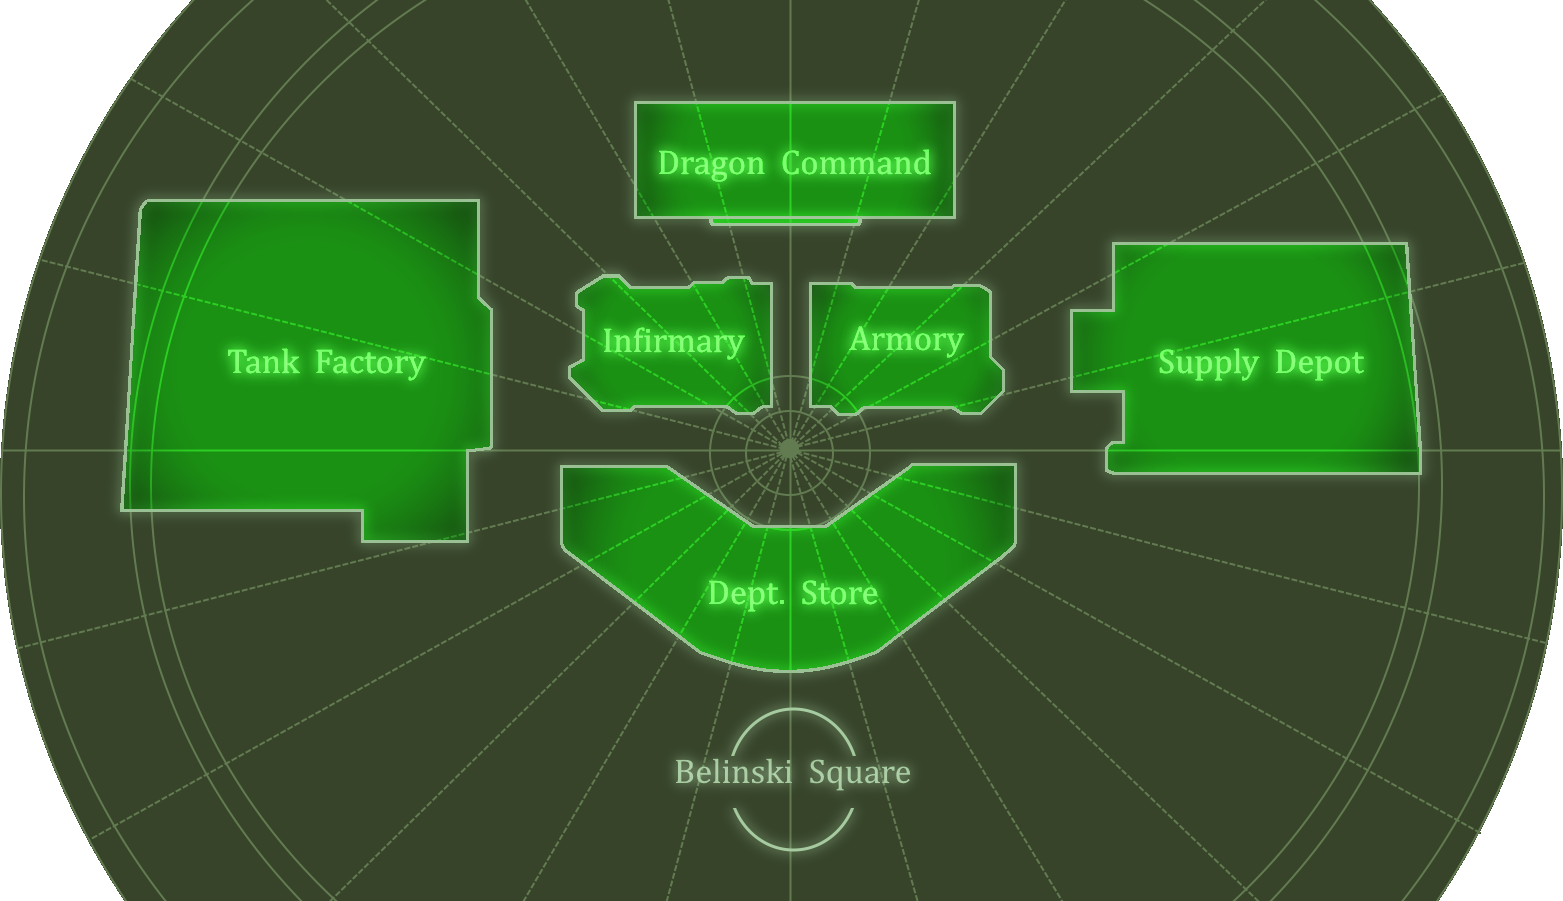 Dragon Command
Infirmary
Armory
Tank Factory
Supply Depot
Dept. Store
Belinski Square